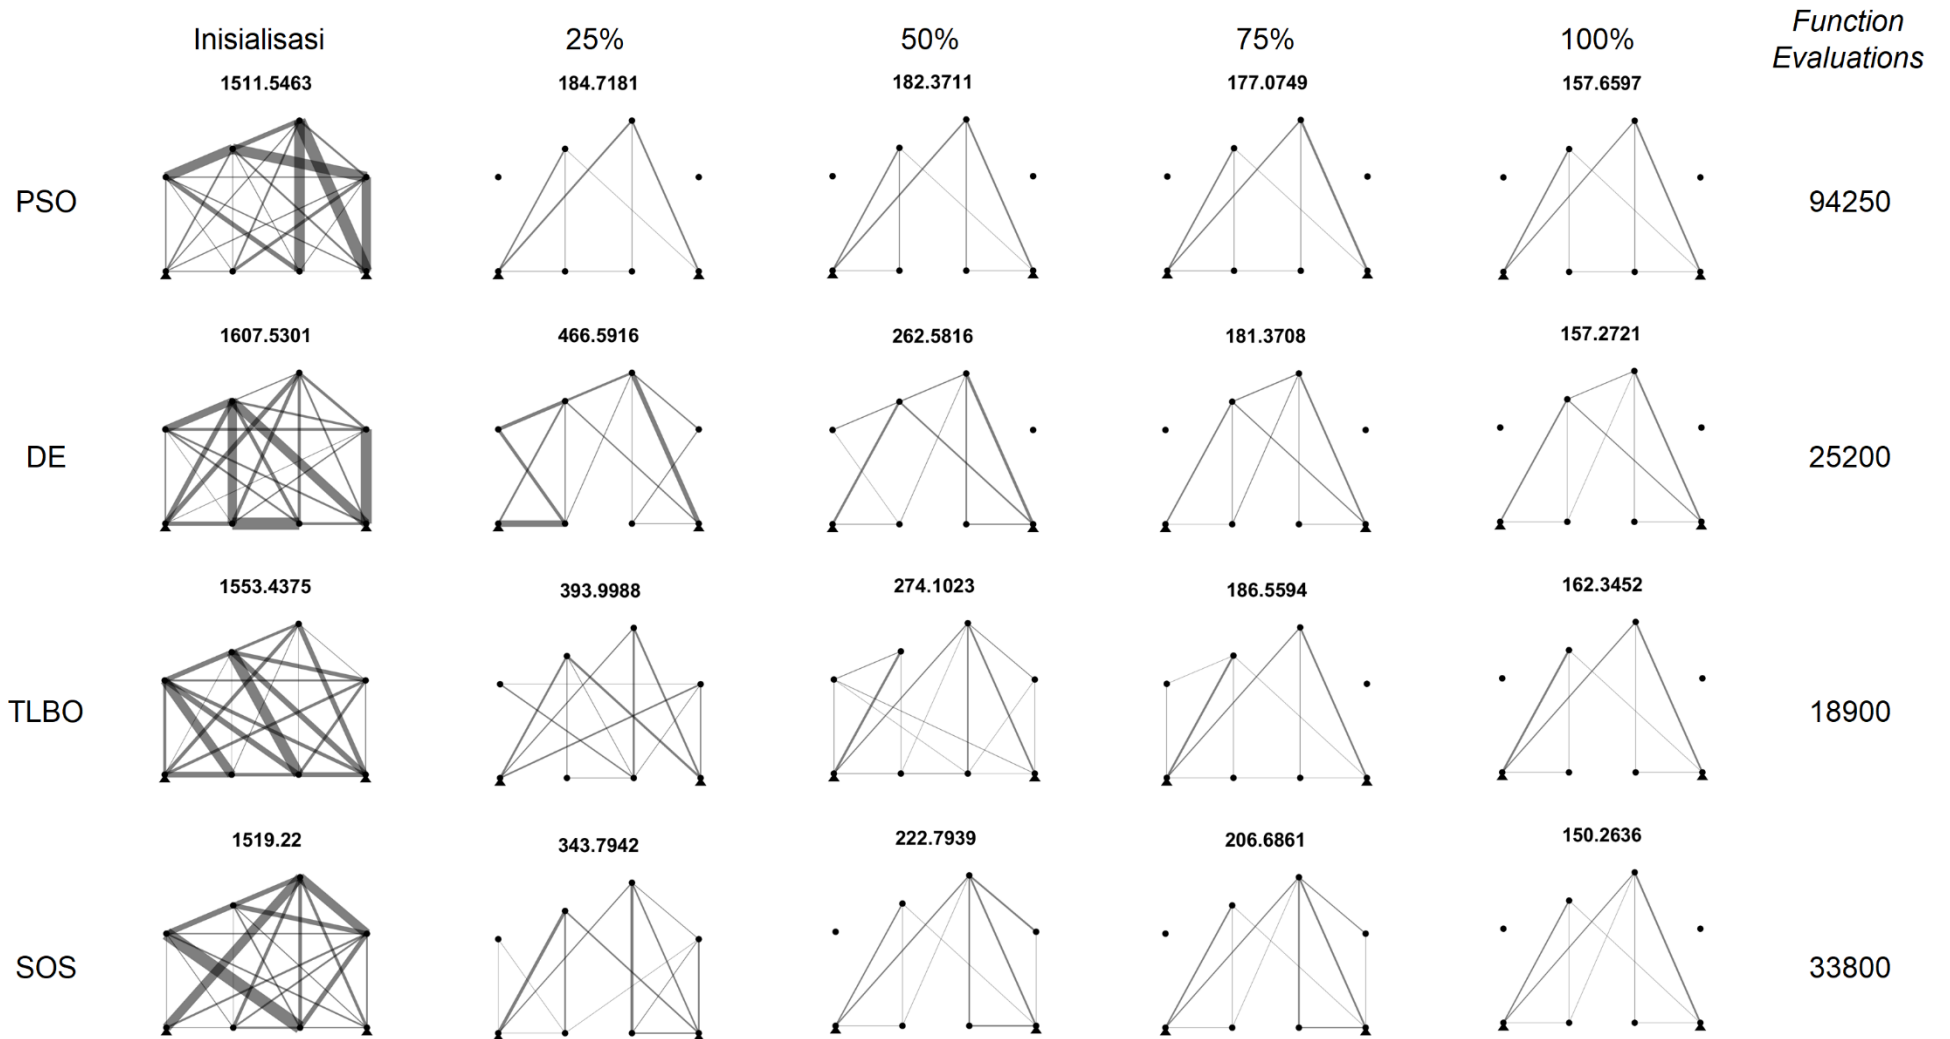 Inisialisasi 25% 50% 75% 100% Function
Evaluations
1511.5463 184.7181 182.3711 177.0749 157.6597
PSO 94250
1607.5301 466.5916 262.5816 181.3708 157.2721
DE 25200
1553.4375 393.9988 274.1023 186.5594 162.3452
TLBO 18900
1519.22 343.7942 222.7939 206.6861 150.2636
SOS 33800